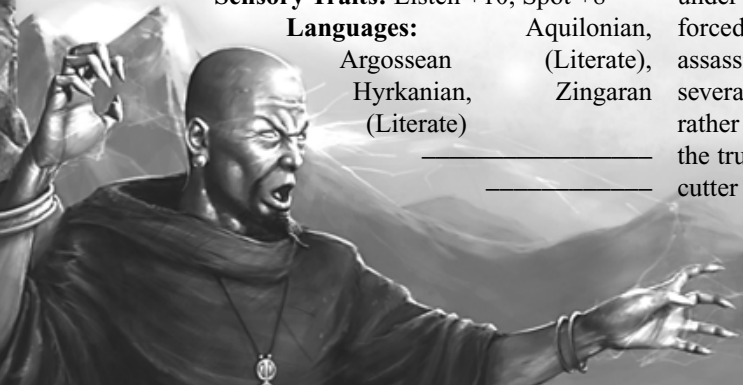 Sensory Traits: Listen +10, Spot +8
Languages: Aquilonian,
Argossean (Literate),
Hyrkanian, Zingaran
(Literate)
under
forced
assass
severa
rather
the tru
cutter